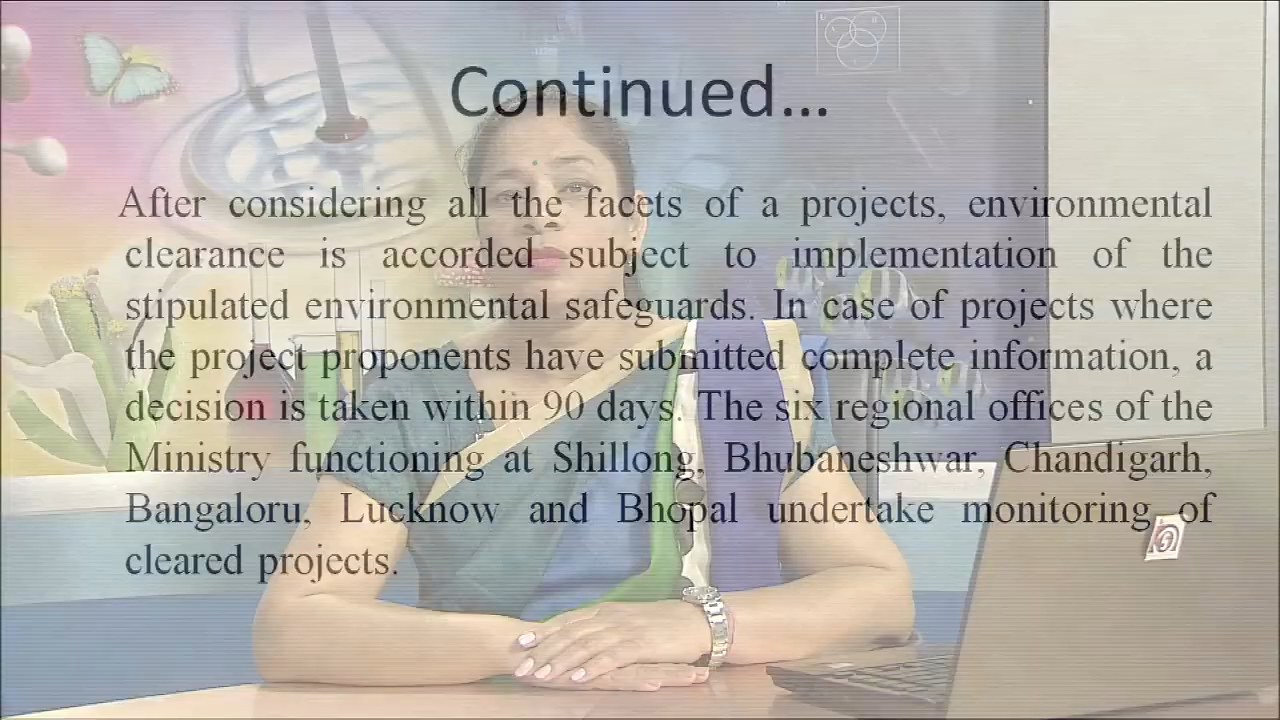 Continued...
After considering all the facets of a projects, environmental
clearance is accorded subject to implementation of the
stipulated environmental safeguards. In case of projects where
the project proponents have submitted complete information, a
decision is taken within 90 days. The six regional offices of the
Ministry functioning at Shillong, Bhubaneshwar, Chandigarh,
Bangaloru, Lucknow and Bhopal undertake monitoring of
cleared projects.